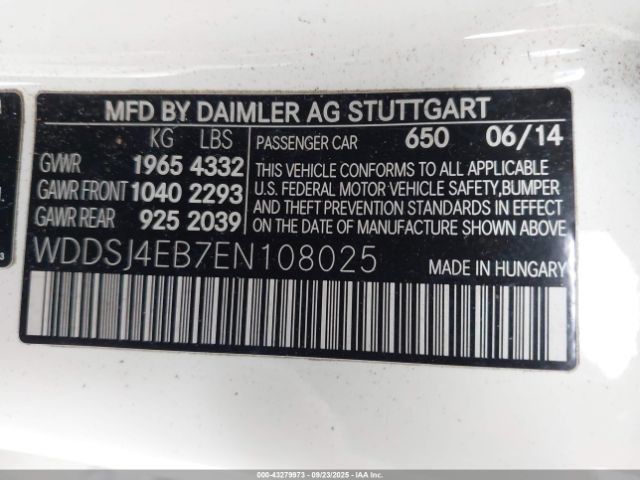 MFD BY DAIMLER AG STUTTGART
KG LBS
GVWR 1965 4332
GAWR FRONT 1040 2293
GAWR REAR 925 2039
PASSENGER CAR 650 06/14
THIS VEHICLE CONFORMS TO ALL APPLICABLE
U.S. FEDERAL MOTOR VEHICLE SAFETY,BUMPER
AND THEFT PREVENTION STANDARDS IN EFFECT
ON THE DATE OF MANUFACTURE SHOWN ABOVE.
WDDSJ4EB7EN108025
MADE IN HUNGARY
000-43279973 - 09/23/2025 - IAAI.COM